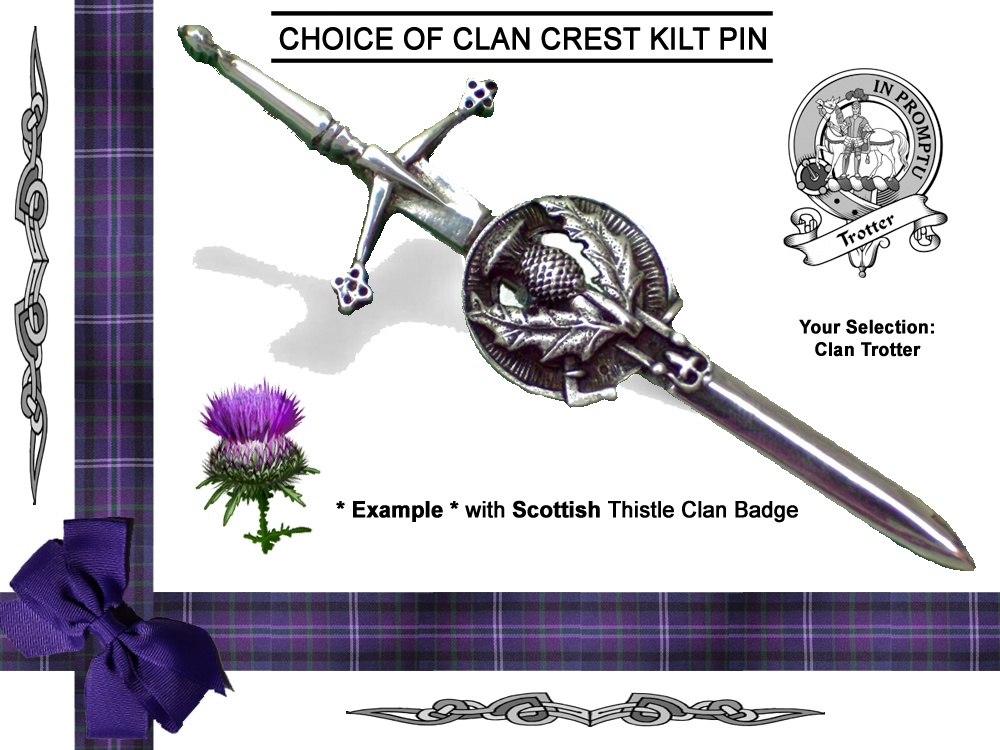 CHOICE OF CLAN CREST KILT PIN
IN PROMPTU
Trotter
Your Selection:
Clan Trotter
* Example * with Scottish Thistle Clan Badge